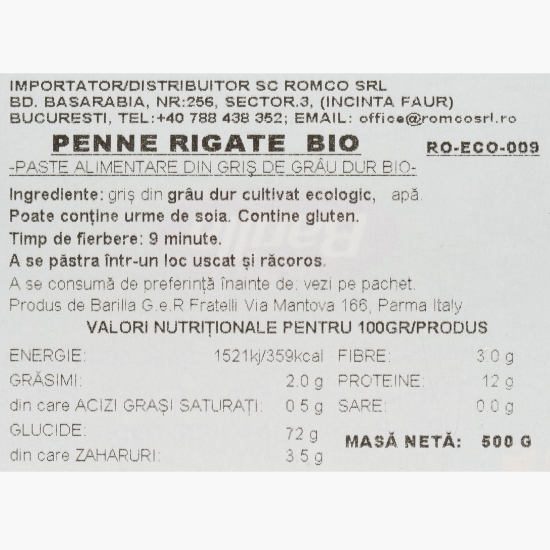 IMPORTATOR/DISTRIBUITOR SC ROMCO SRL
BD. BASARABIA, NR:256, SECTOR.3, (INCINTA FAUR)
BUCURESTI, TEL:+40 788 438 352; EMAIL: office@romcosrl.ro
PENNE RIGATE BIO RO-ECO-009
-PASTE ALIMENTARE DIN GRIȘ DE GRÂU DUR BIO-
Ingrediente: griș din grâu dur cultivat ecologic, apă.
Poate conține urme de soia. Contine gluten.
Timp de fierbere: 9 minute.
A se păstra într-un loc uscat și răcoros.
A se consumă de preferință înainte de: vezi pe pachet.
Produs de Barilla G.e.R Fratelli Via Mantova 166, Parma Italy
VALORI NUTRIȚIONALE PENTRU 100GR/PRODUS
ENERGIE: 1521kj/359kcal FIBRE: 3.0 g
GRĂSIMI: 2.0 g PROTEINE: 12 g
din care ACIZI GRAȘI SATURAȚI: 0.5 g SARE: 0.0 g
GLUCIDE: 72 g MASĂ NETĂ: 500 G
din care ZAHARURI: 3.5 g